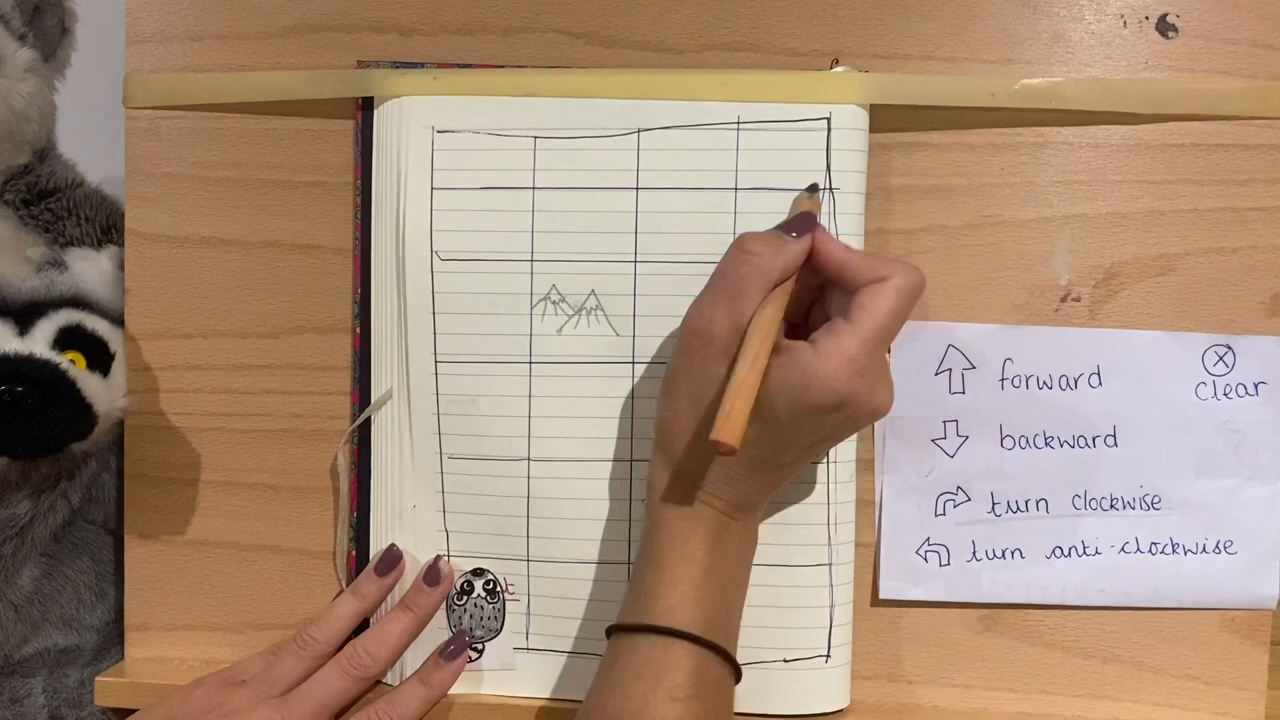 forward
clear
backward
turn clockwise
turn anti-clockwise